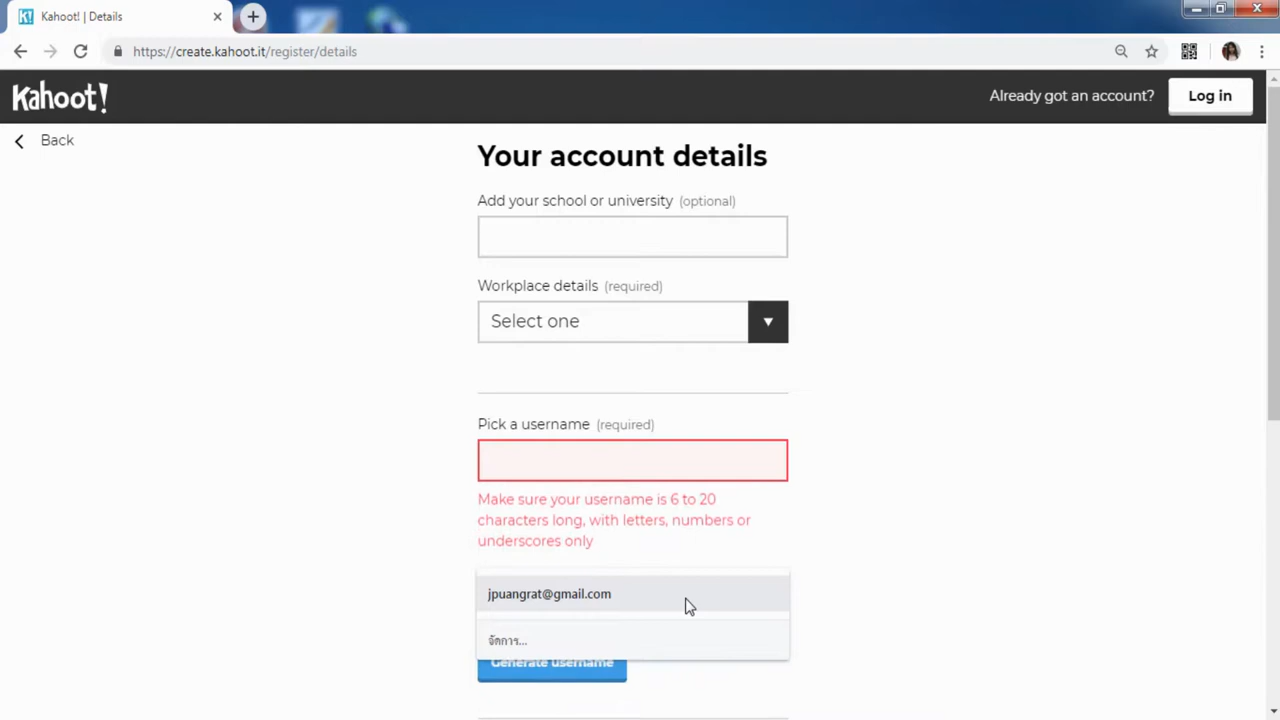 Kahoot! | Details
https://create.kahoot.it/register/details
Kahoot!
Already got an account?
Log in
Back
Your account details
Add your school or university (optional)
Workplace details (required)
Select one
Pick a username (required)
Make sure your username is 6 to 20
characters long, with letters, numbers or
underscores only
jpuangrat@gmail.com
จัดการ...
Generate username